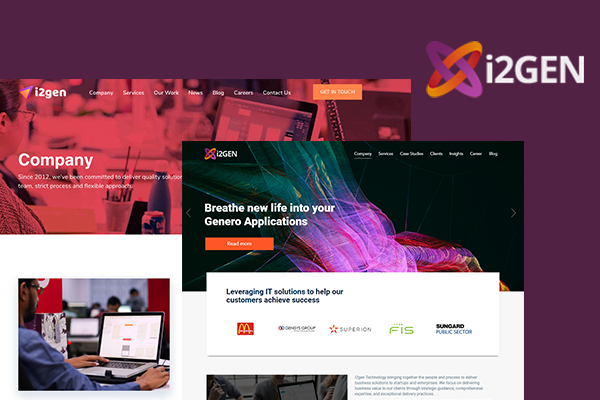 i2GEN
i2gen
Company Services Our Work News Blog Careers Contact Us
GET IN TOUCH
Company
Since 2012, we've been committed to deliver quality solution
team, strict process and flexible approach.
i2GEN
Company Services Case Studies Clients Insights Career Blog
Breathe new life into your
Genero Applications
Read more
Leveraging IT solutions to help our
customers achieve success
GENSYS GROUP
SUPERION
FIS
SUNGARD
PUBLIC SECTOR
i2gen Technology bringing together the people and process to deliver
business solutions to startups and enterprises. We focus on delivering
business value to our clients through strategic guidance, comprehensive
expertise, and exceptional delivery practices.